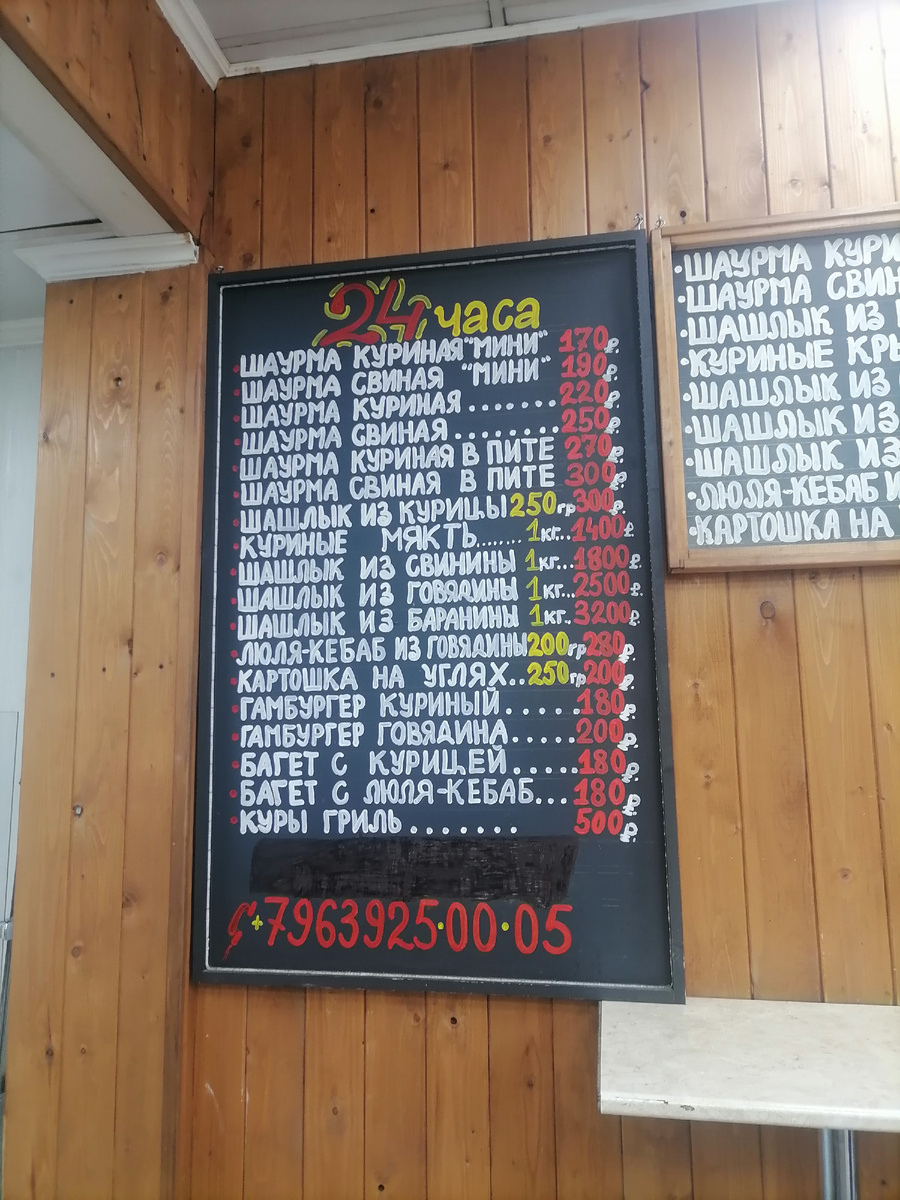 24 часа
•ШАУРМА КУРИНАЯ "МИНИ" 170₽
•ШАУРМА СВИНАЯ "МИНИ" 190₽
•ШАУРМА КУРИНАЯ....... 220₽
•ШАУРМА СВИНАЯ......... 250₽
•ШАУРМА КУРИНАЯ В ПИТЕ 270₽
•ШАУРМА СВИНАЯ В ПИТЕ 300₽
•ШАШЛЫК ИЗ КУРИЦЫ 250гр 300₽
•КУРИНЫЕ МЯКТЬ....... 1кг...1400₽
•ШАШЛЫК ИЗ СВИНИНЫ 1кг...1800₽
•ШАШЛЫК ИЗ ГОВЯДИНЫ 1кг...2500₽
•ШАШЛЫК ИЗ БАРАНИНЫ 1кг..3200₽
•ЛЮЛЯ-КЕБАБ ИЗ ГОВЯДИНЫ 200гр 280₽
•КАРТОШКА НА УГЛЯХ..250гр 200₽
•ГАМБУРГЕР КУРИНЫЙ.....180₽
•ГАМБУРГЕР ГОВЯДИНА.....200₽
•БАГЕТ С КУРИЦЕЙ.....180₽
•БАГЕТ С ЛЮЛЯ-КЕБАБ...180₽
•КУРЫ ГРИЛЬ....... 500₽
+7963925•00•05
•ШАУРМА КУРИ
•ШАУРМА СВИН
•ШАШЛЫК ИЗ
•КУРИНЫЕ КРЫ
•ШАШЛЫК ИЗ
•ШАШЛЫК ИЗ
•ШАШЛЫК ИЗ
•ЛЮЛЯ-КЕБАБ И
•КАРТОШКА НА